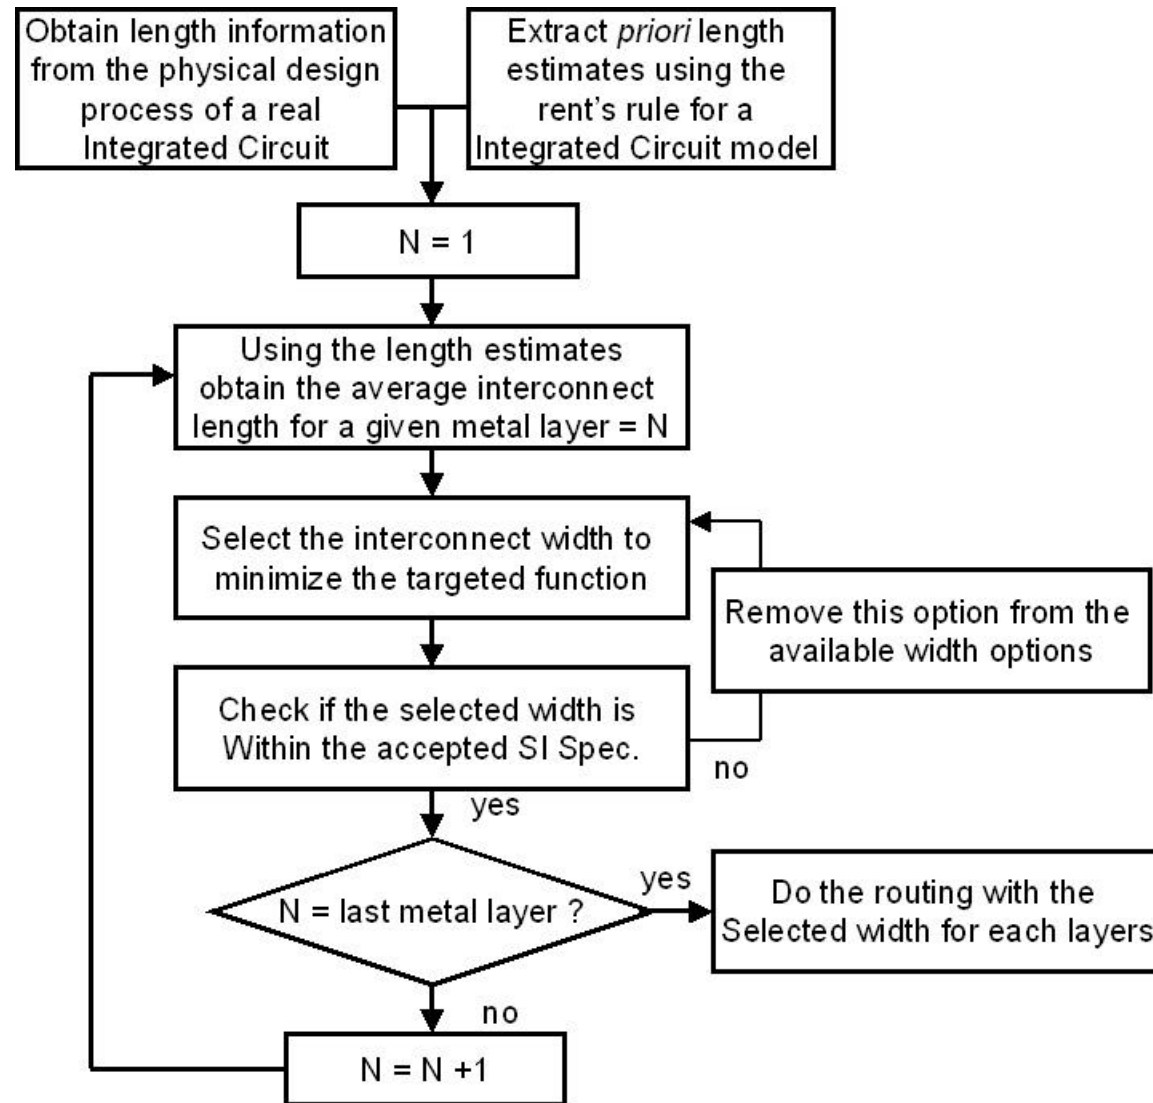 Obtain length information
from the physical design
process of a real
Integrated Circuit
Extract priori length
estimates using the
rent's rule for a
Integrated Circuit model
N = 1
Using the length estimates
obtain the average interconnect
length for a given metal layer = N
Select the interconnect width to
minimize the targeted function
Remove this option from the
available width options
Check if the selected width is
Within the accepted SI Spec.
no
yes
N = last metal layer ?
yes
Do the routing with the
Selected width for each layers
no
N = N +1